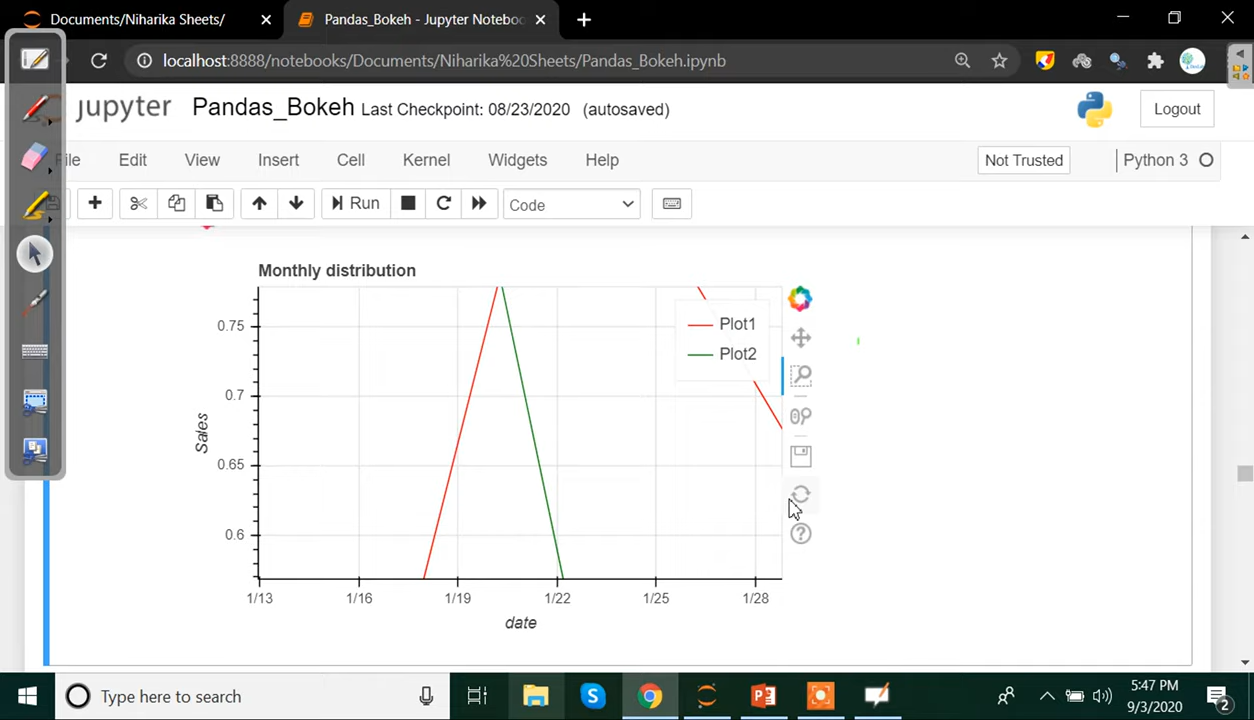 Documents/Niharika Sheets/
Pandas_Bokeh - Jupyter Noteboo
localhost:8888/notebooks/Documents/Niharika%20Sheets/Pandas_Bokeh.ipynb
jupyter Pandas_Bokeh Last Checkpoint: 08/23/2020 (autosaved)
Logout
File Edit View Insert Cell Kernel Widgets Help
Not Trusted
Python 3
Run
Code
Monthly distribution
Plot1
Plot2
0.75
0.7
0.65
0.6
Sales
1/13 1/16 1/19 1/22 1/25 1/28
date
Type here to search
5:47 PM
9/3/2020
2